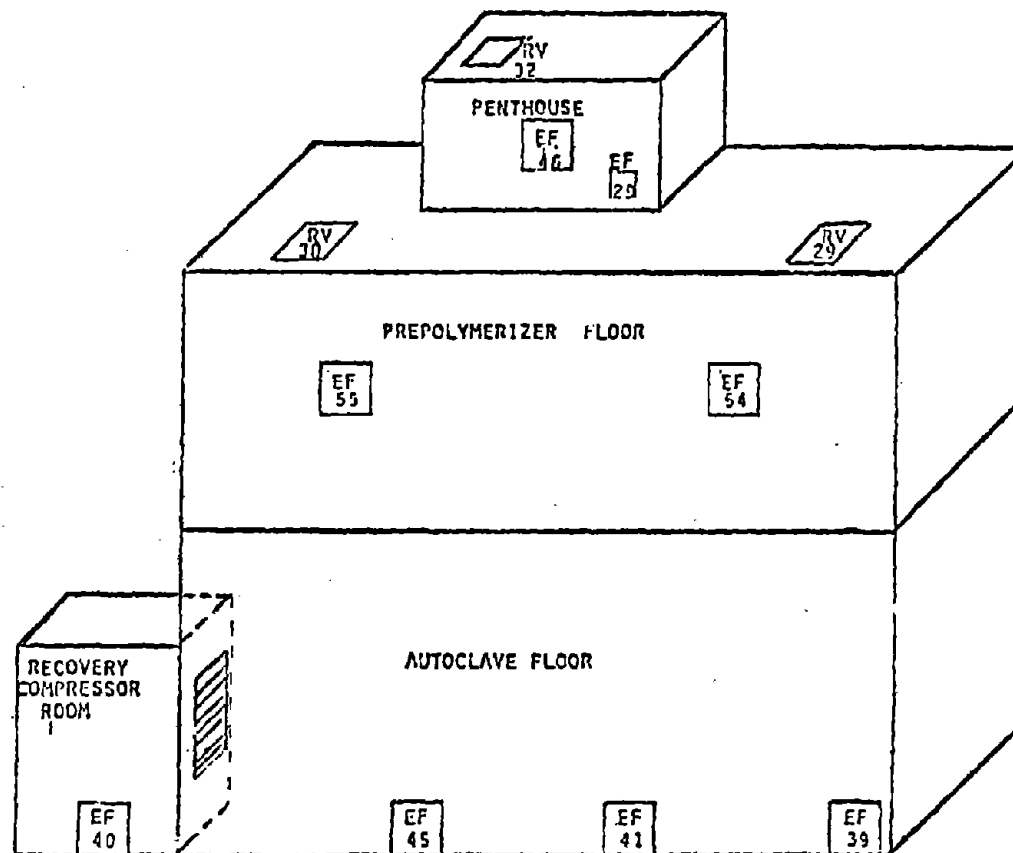 RV
32
PENTHOUSE
EF
EF
29
RV
30
RV
29
PREPOLYMERIZER FLOOR
EF
55
EF
54
RECOVERY
COMPRESSOR
ROOM
1
AUTOCLAVE FLOOR
EF
40
EF
45
EF
41
EF
39